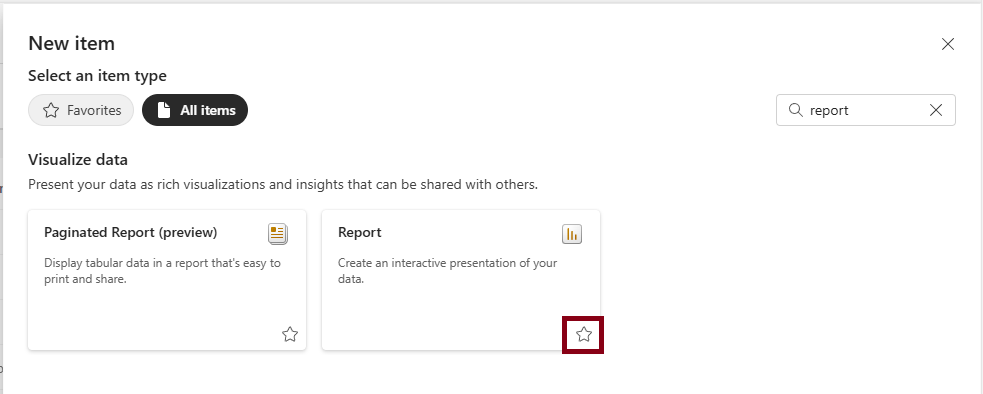 New item
Select an item type
Favorites
All items
report
Visualize data
Present your data as rich visualizations and insights that can be shared with others.
Paginated Report (preview)
Display tabular data in a report that's easy to
print and share.
Report
Create an interactive presentation of your
data.